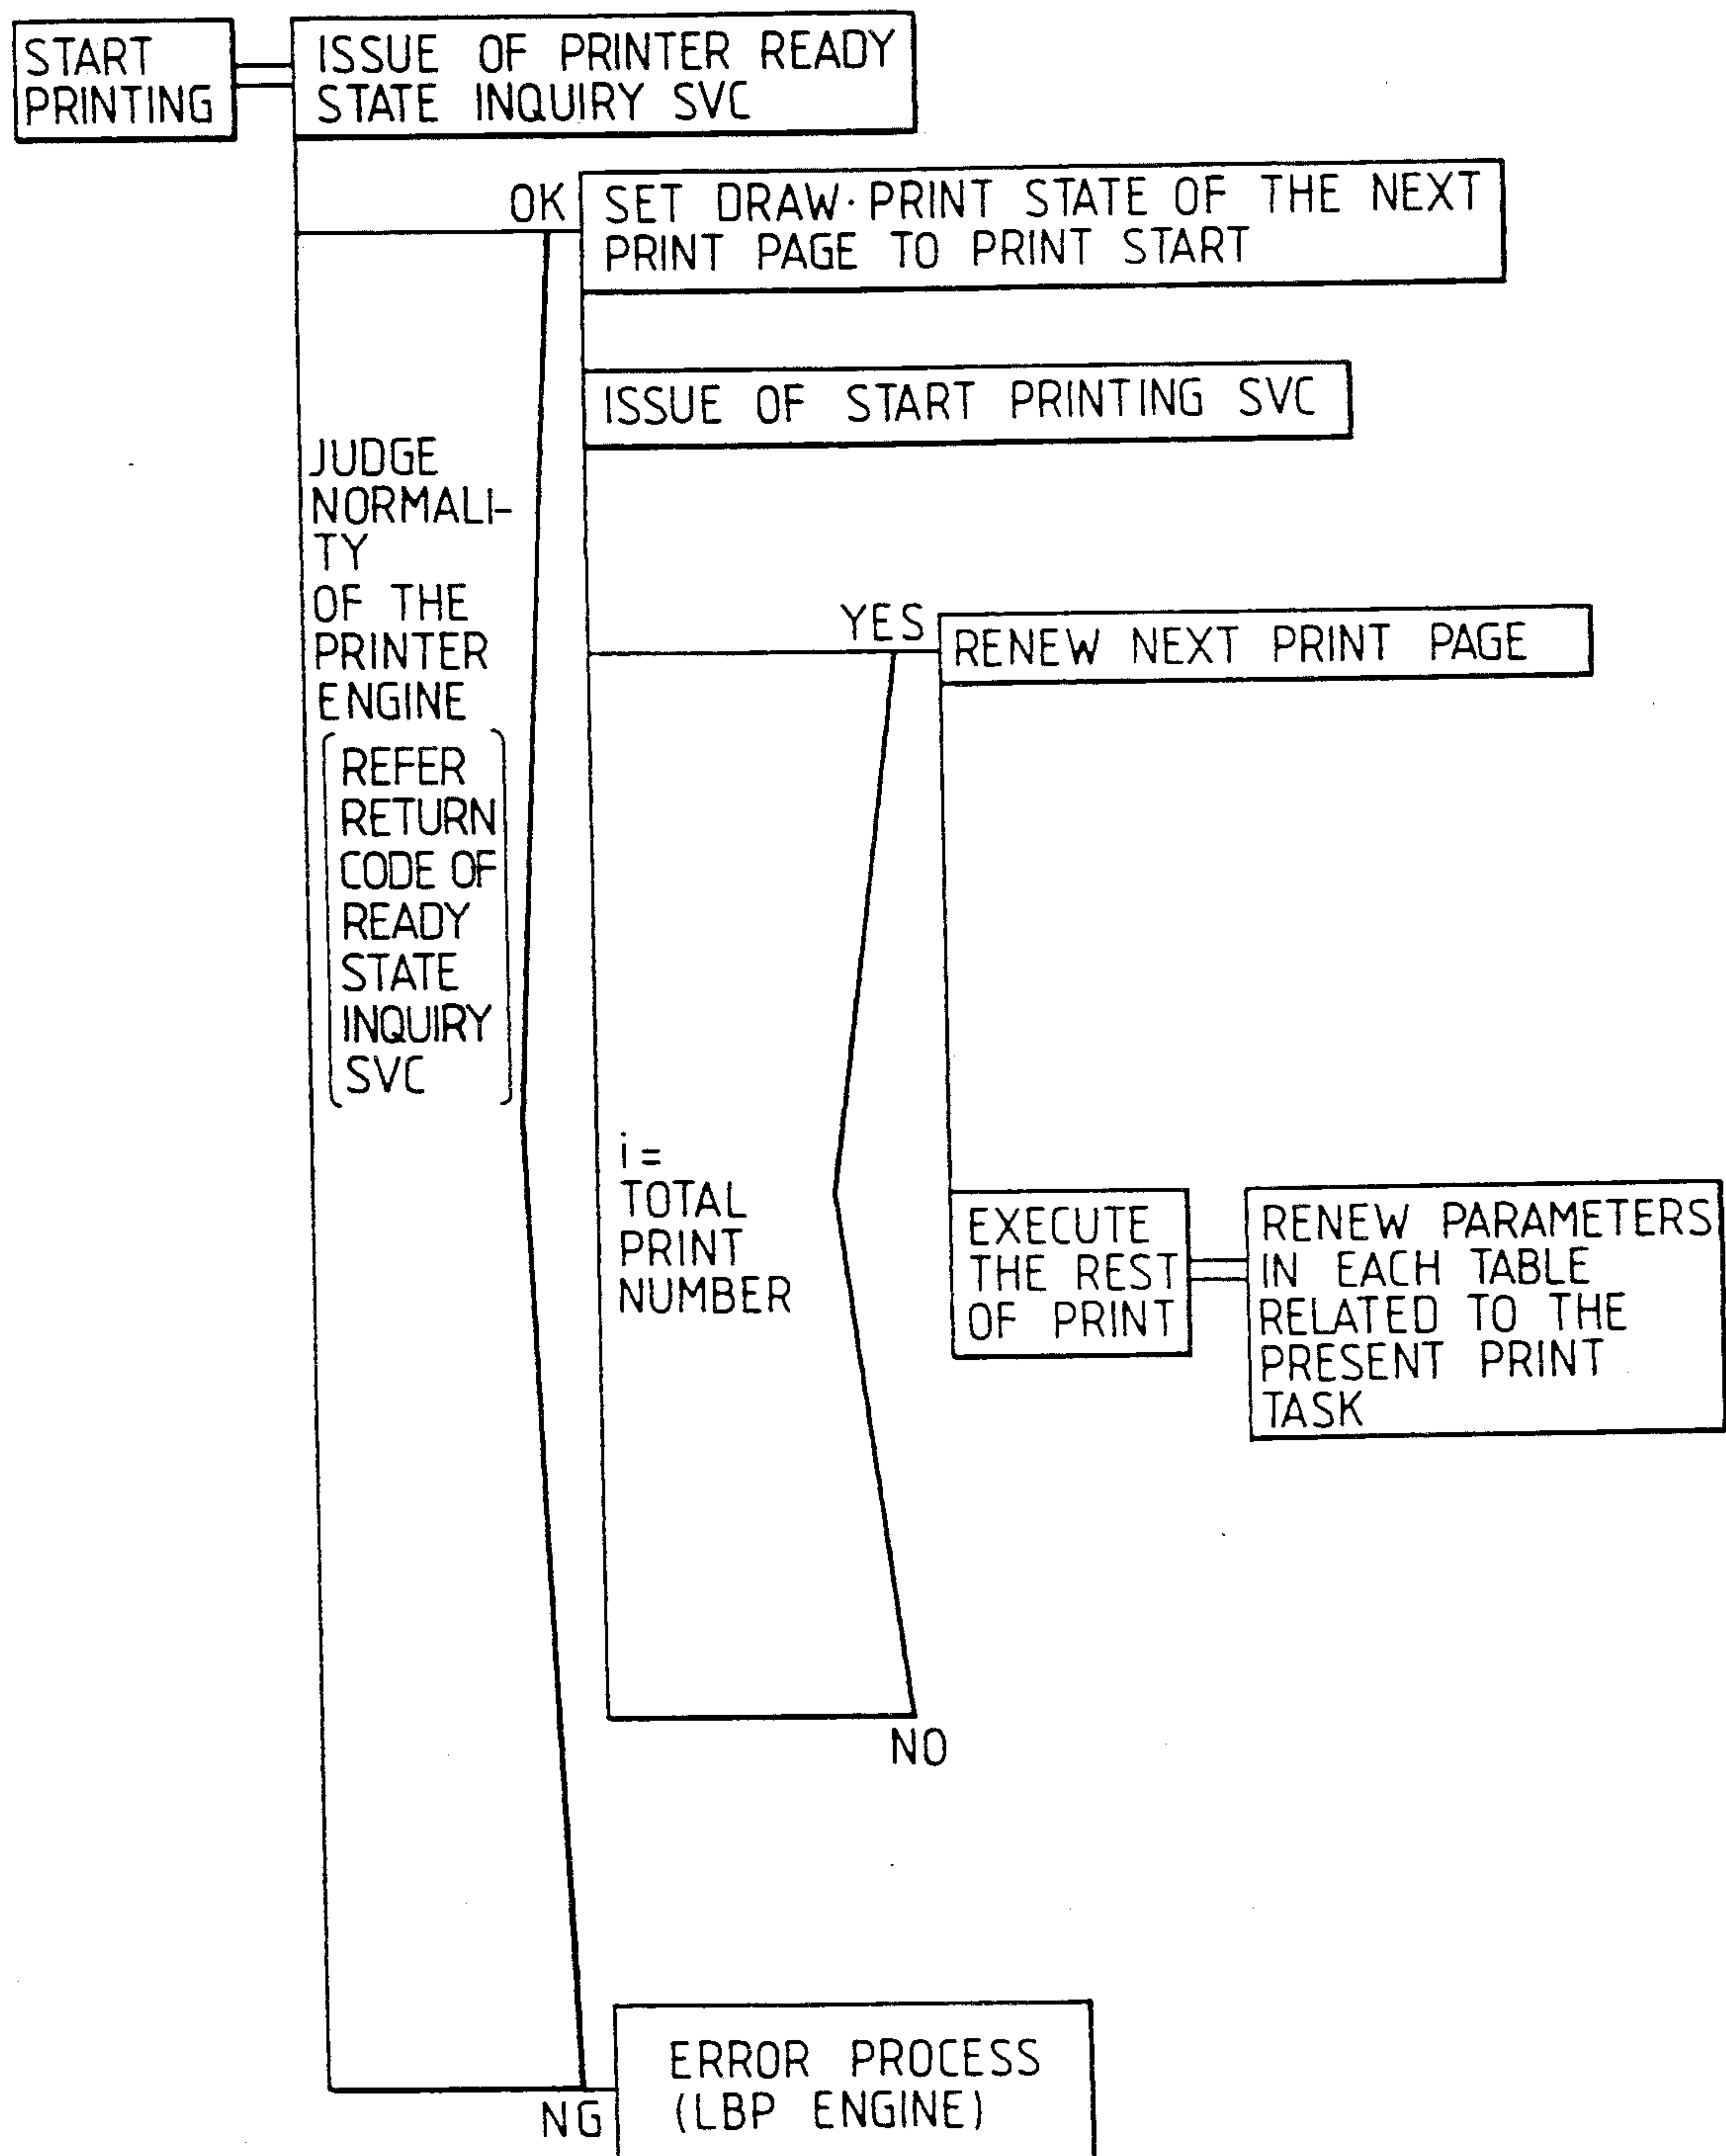 START
PRINTING
ISSUE OF PRINTER READY
STATE INQUIRY SVC
OK
SET DRAW·PRINT STATE OF THE NEXT
PRINT PAGE TO PRINT START
ISSUE OF START PRINTING SVC
JUDGE
NORMALI-
TY
OF THE
PRINTER
ENGINE
REFER
RETURN
CODE OF
READY
STATE
INQUIRY
SVC
YES
RENEW NEXT PRINT PAGE
i =
TOTAL
PRINT
NUMBER
EXECUTE
THE REST
OF PRINT
RENEW PARAMETERS
IN EACH TABLE
RELATED TO THE
PRESENT PRINT
TASK
NO
NG
ERROR PROCESS
(LBP ENGINE)